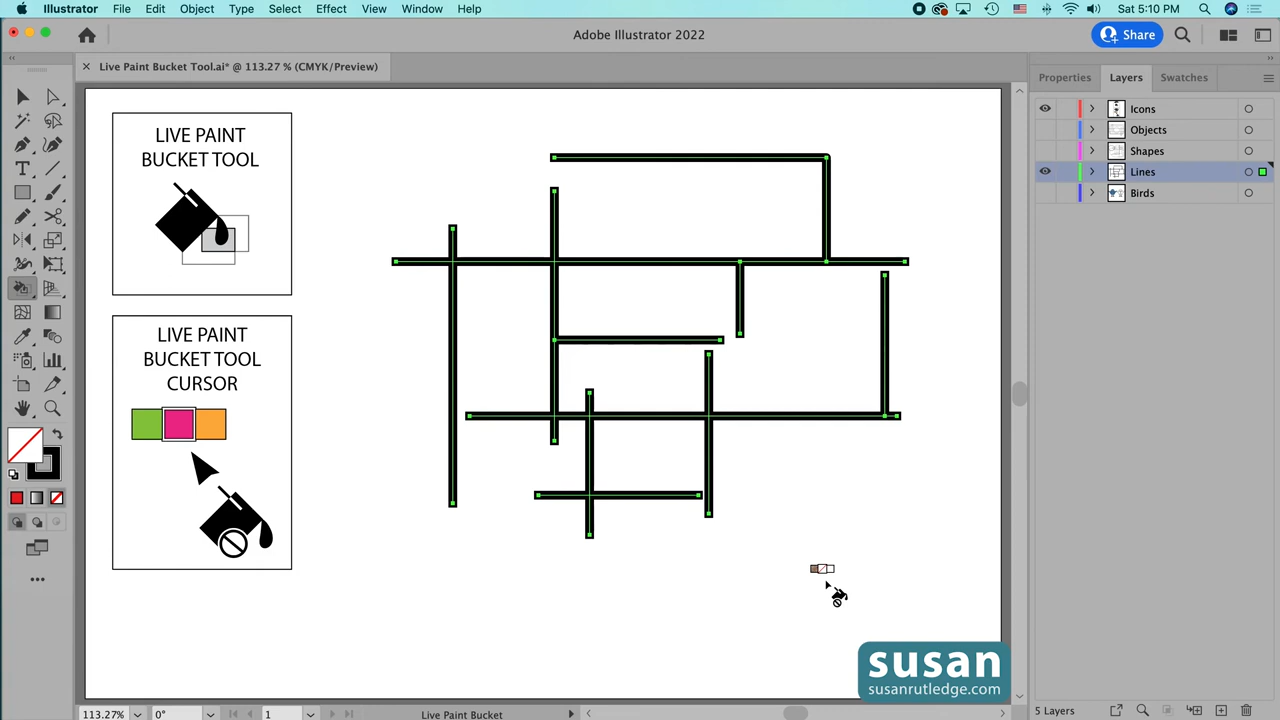 Illustrator File Edit Object Type Select Effect View Window Help
Sat 5:10 PM
Adobe Illustrator 2022
Share
Live Paint Bucket Tool.ai* @ 113.27 % (CMYK/Preview)
Properties Layers Swatches
Icons
Objects
Shapes
Lines
Birds
LIVE PAINT
BUCKET TOOL
LIVE PAINT
BUCKET TOOL
CURSOR
susan
susanrutledge.com
113.27% 0° 1 Live Paint Bucket
5 Layers